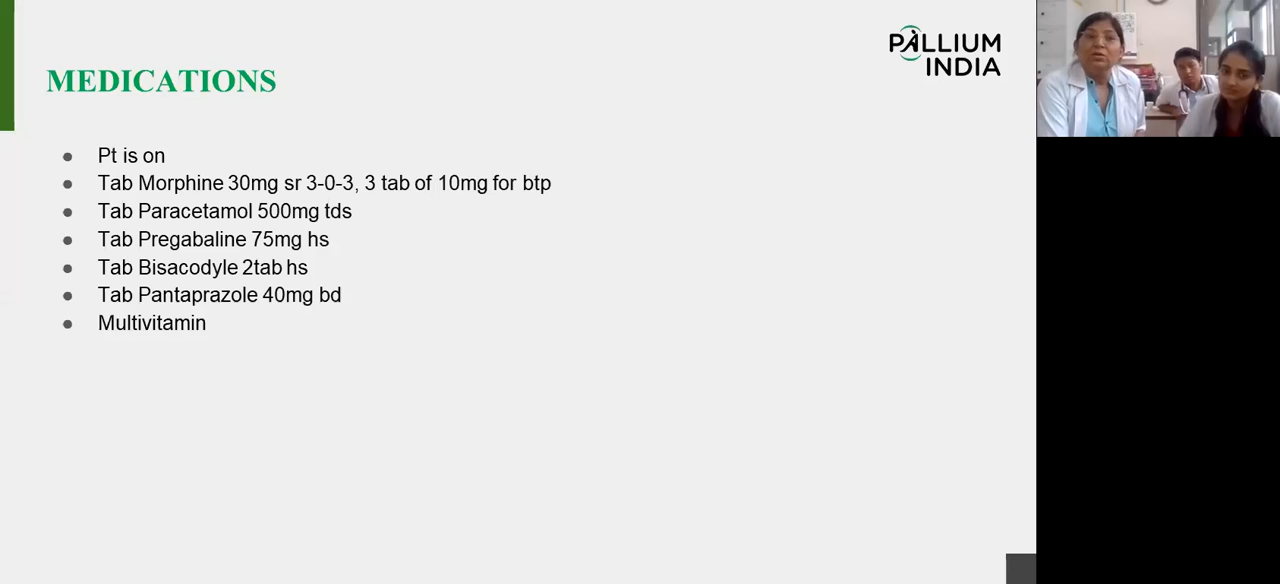 PALLIUM
INDIA
MEDICATIONS
Pt is on
Tab Morphine 30mg sr 3-0-3, 3 tab of 10mg for btp
Tab Paracetamol 500mg tds
Tab Pregabaline 75mg hs
Tab Bisacodyle 2tab hs
Tab Pantaprazole 40mg bd
Multivitamin